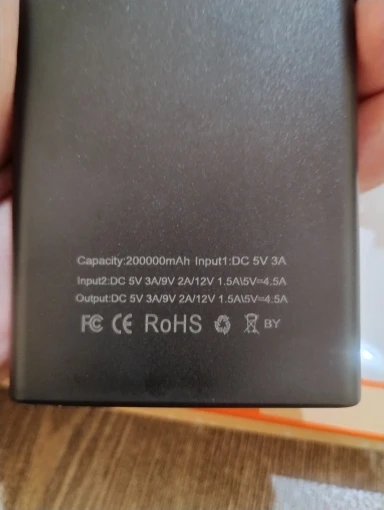 Capacity:200000mAh Input1:DC 5V 3A
Input2:DC 5V 3A/9V 2A/12V 1.5A\5V⎓4.5A
Output:DC 5V 3A/9V 2A/12V 1.5A\5V⎓4.5A
FC CE RoHS BY